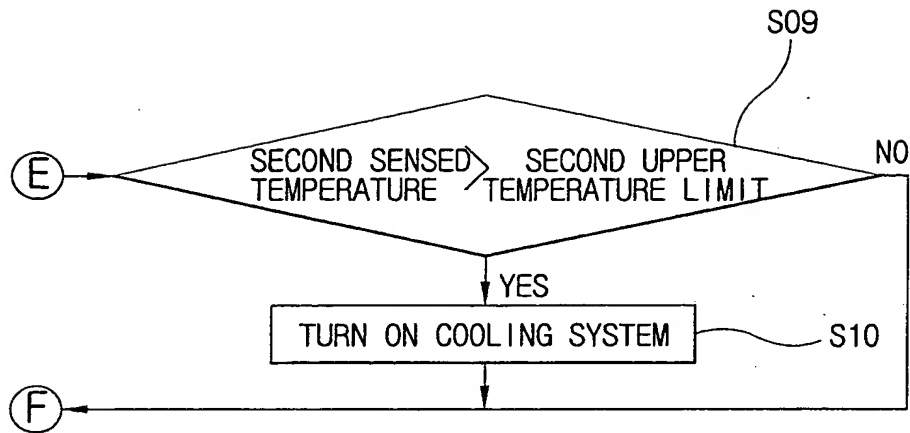 S09
E
SECOND SENSED TEMPERATURE > SECOND UPPER TEMPERATURE LIMIT
NO
YES
TURN ON COOLING SYSTEM
S10
F